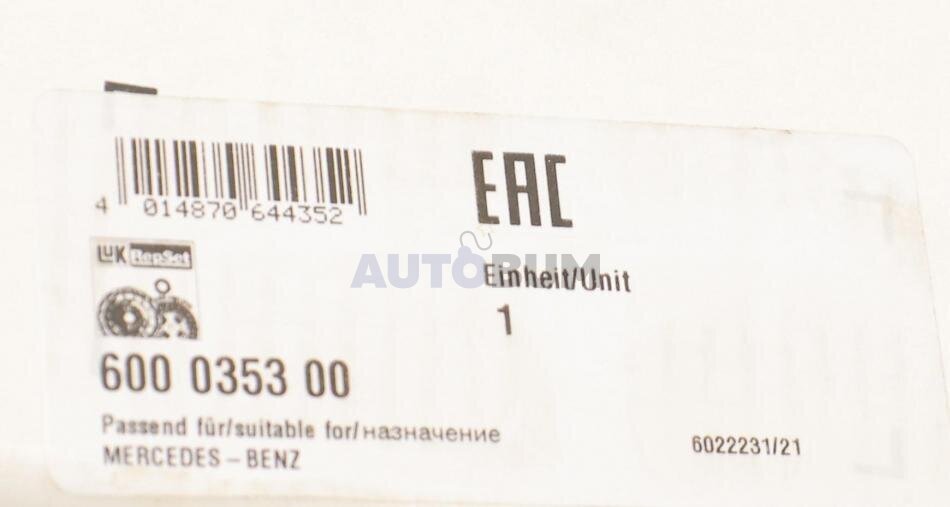 4 014870 644352
EAC
LuK RepSet
AUTORUM
Einheit/Unit
1
600 0353 00
Passend für/suitable for/назначение
MERCEDES - BENZ
6022231/21